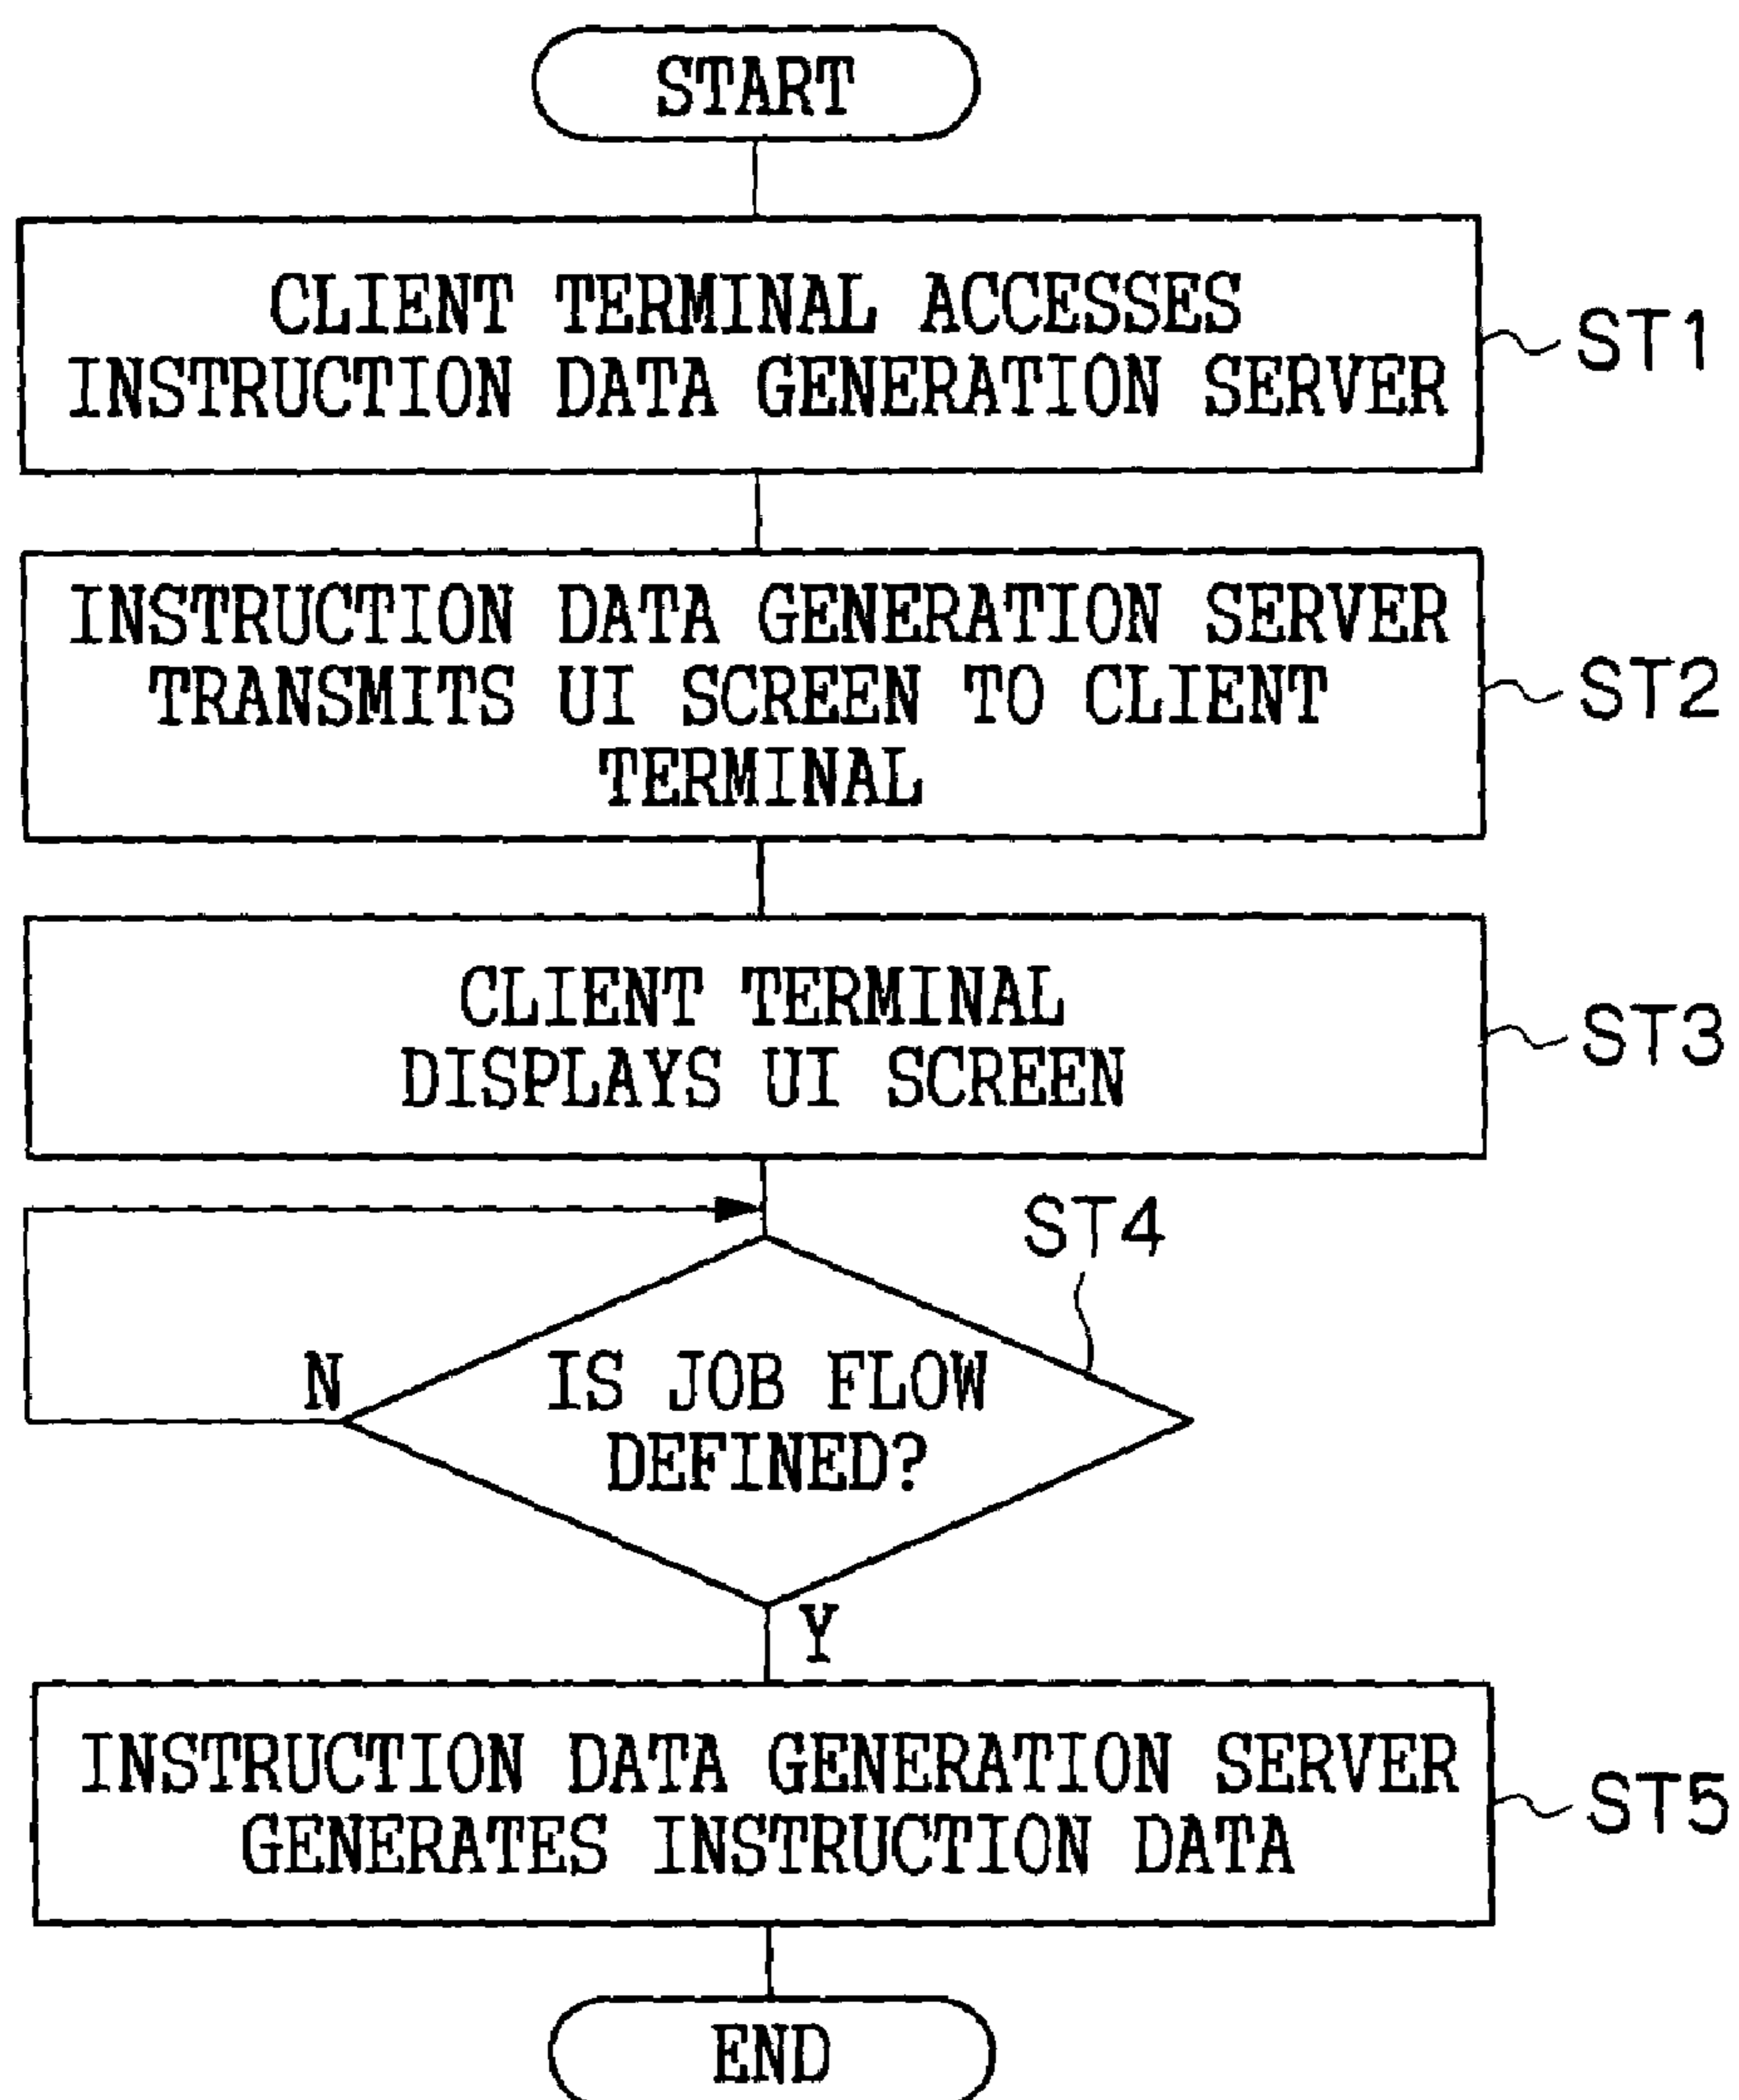 START
CLIENT TERMINAL ACCESSES
INSTRUCTION DATA GENERATION SERVER
ST1
INSTRUCTION DATA GENERATION SERVER
TRANSMITS UI SCREEN TO CLIENT
TERMINAL
ST2
CLIENT TERMINAL
DISPLAYS UI SCREEN
ST3
ST4
N
IS JOB FLOW
DEFINED?
Y
INSTRUCTION DATA GENERATION SERVER
GENERATES INSTRUCTION DATA
ST5
END